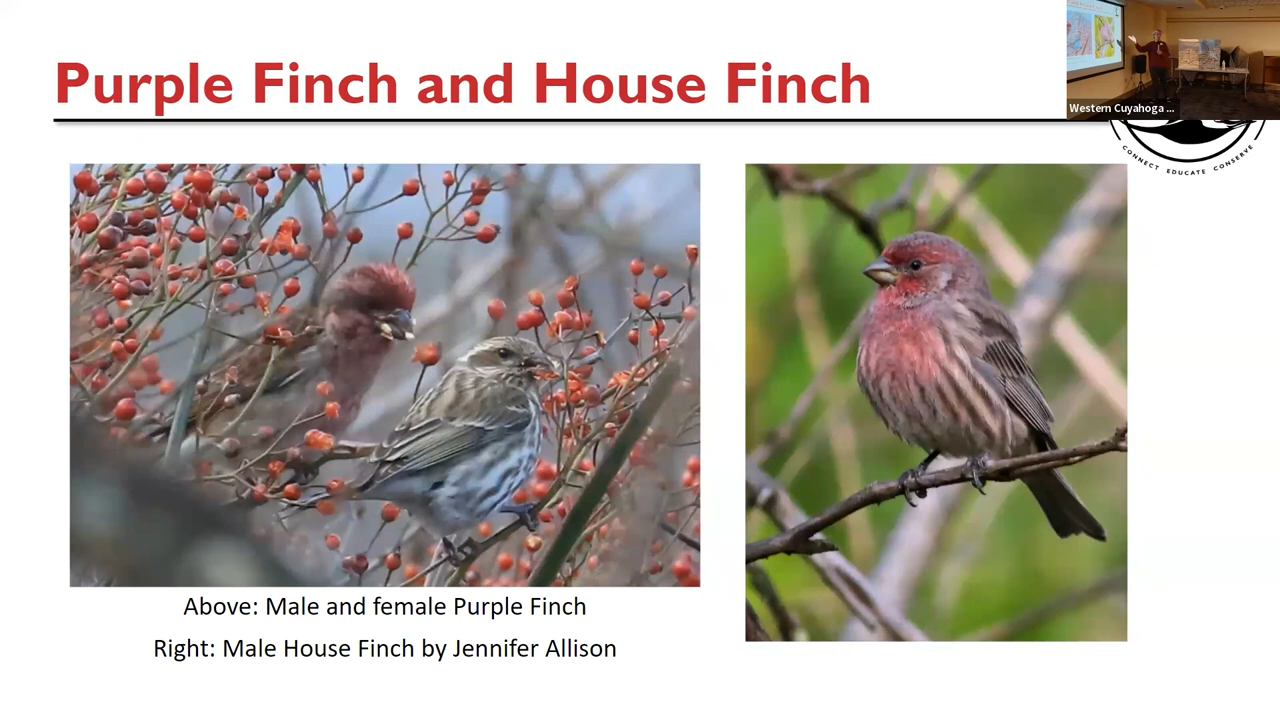 Purple Finch and House Finch
Western Cuyahoga ...
CONNECT EDUCATE CONSERVE
Above: Male and female Purple Finch
Right: Male House Finch by Jennifer Allison